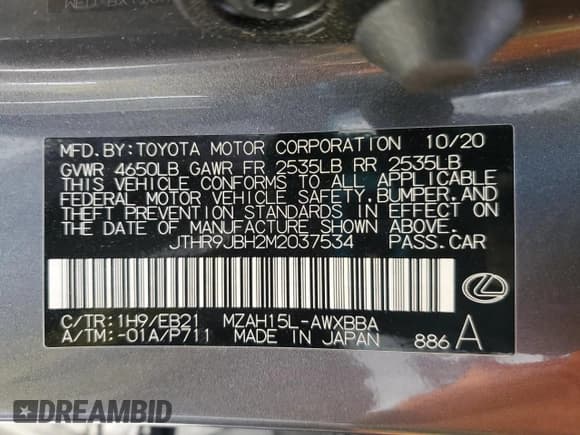 MFD. BY: TOYOTA MOTOR CORPORATION 10/20
GVWR 4650LB GAWR FR 2535LB RR 2535LB
THIS VEHICLE CONFORMS TO ALL APPLICABLE
FEDERAL MOTOR VEHICLE SAFETY, BUMPER, AND
THEFT PREVENTION STANDARDS IN EFFECT ON
THE DATE OF MANUFACTURE SHOWN ABOVE.
JTHR9JBH2M2037534 PASS. CAR
C/TR: 1H9/EB21 MZAH15L-AWXBBA
A/TM: -01A/P711 MADE IN JAPAN 886 A
DREAMBID